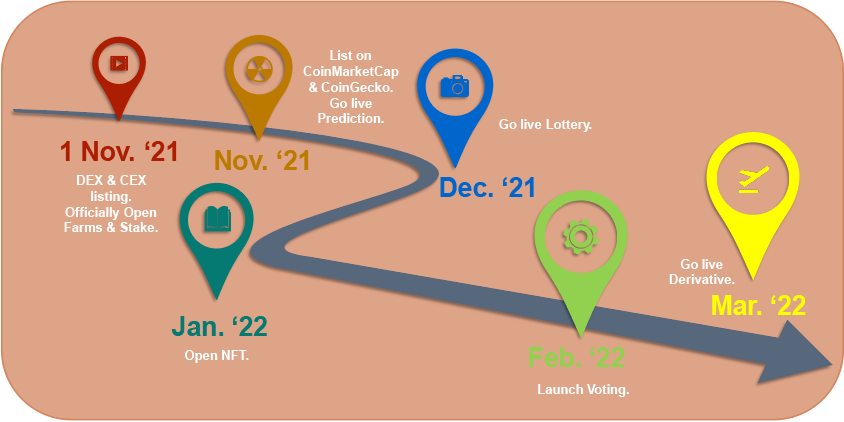 1 Nov. ‘21
DEX & CEX
listing.
Officially Open
Farms & Stake.
Nov. ‘21
List on
CoinMarketCap
& CoinGecko.
Go live
Prediction.
Dec. ‘21
Go live Lottery.
Jan. ‘22
Open NFT.
Feb. ‘22
Launch Voting.
Go live
Derivative.
Mar. ‘22